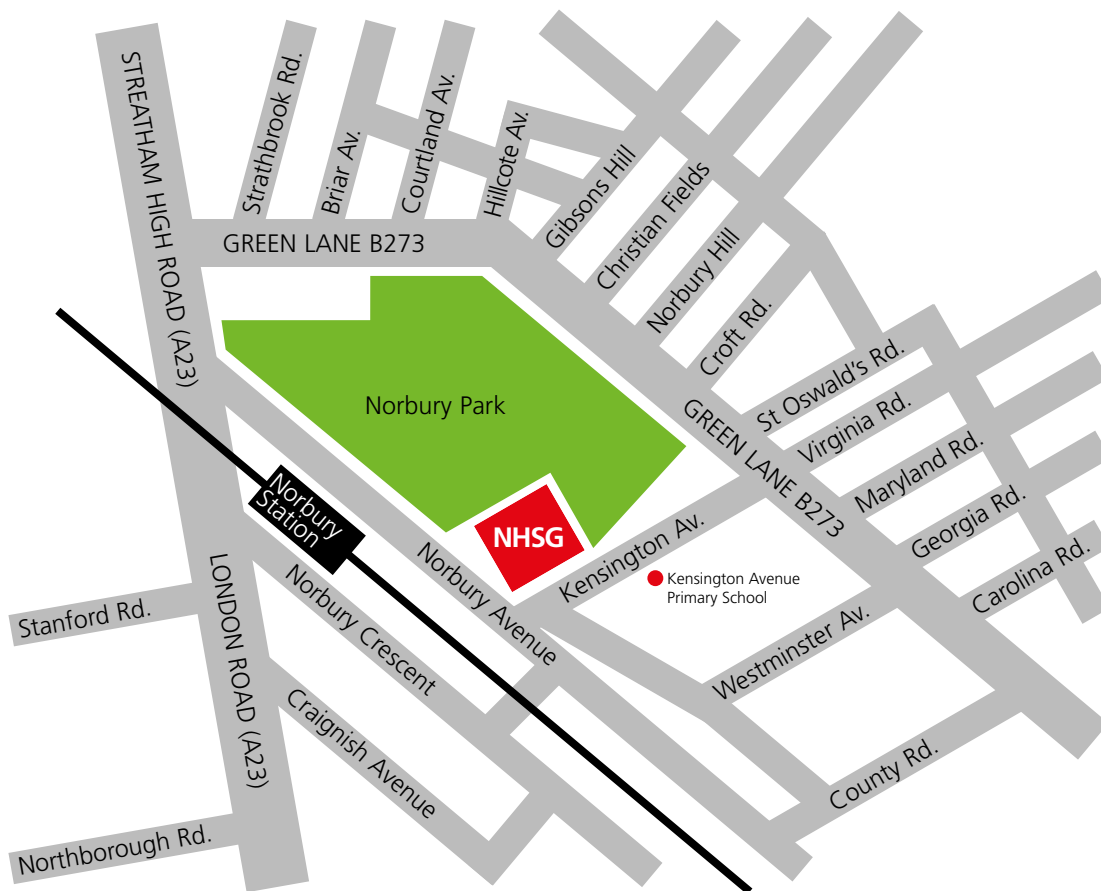 STREATHAM HIGH ROAD (A23)
Strathbrook Rd.
Briar Av.
Courtland Av.
Hillcote Av.
Gibsons Hill
Christian Fields
Norbury Hill
Croft Rd.
GREEN LANE B273
St Oswald's Rd.
Virginia Rd.
Maryland Rd.
Georgia Rd.
Carolina Rd.
GREEN LANE B273
Norbury Park
NHSG
Norbury
Station
Kensington Av.
Kensington Avenue
Primary School
Norbury Avenue
Norbury Crescent
Westminster Av.
County Rd.
LONDON ROAD (A23)
Stanford Rd.
Craignish Avenue
Northborough Rd.